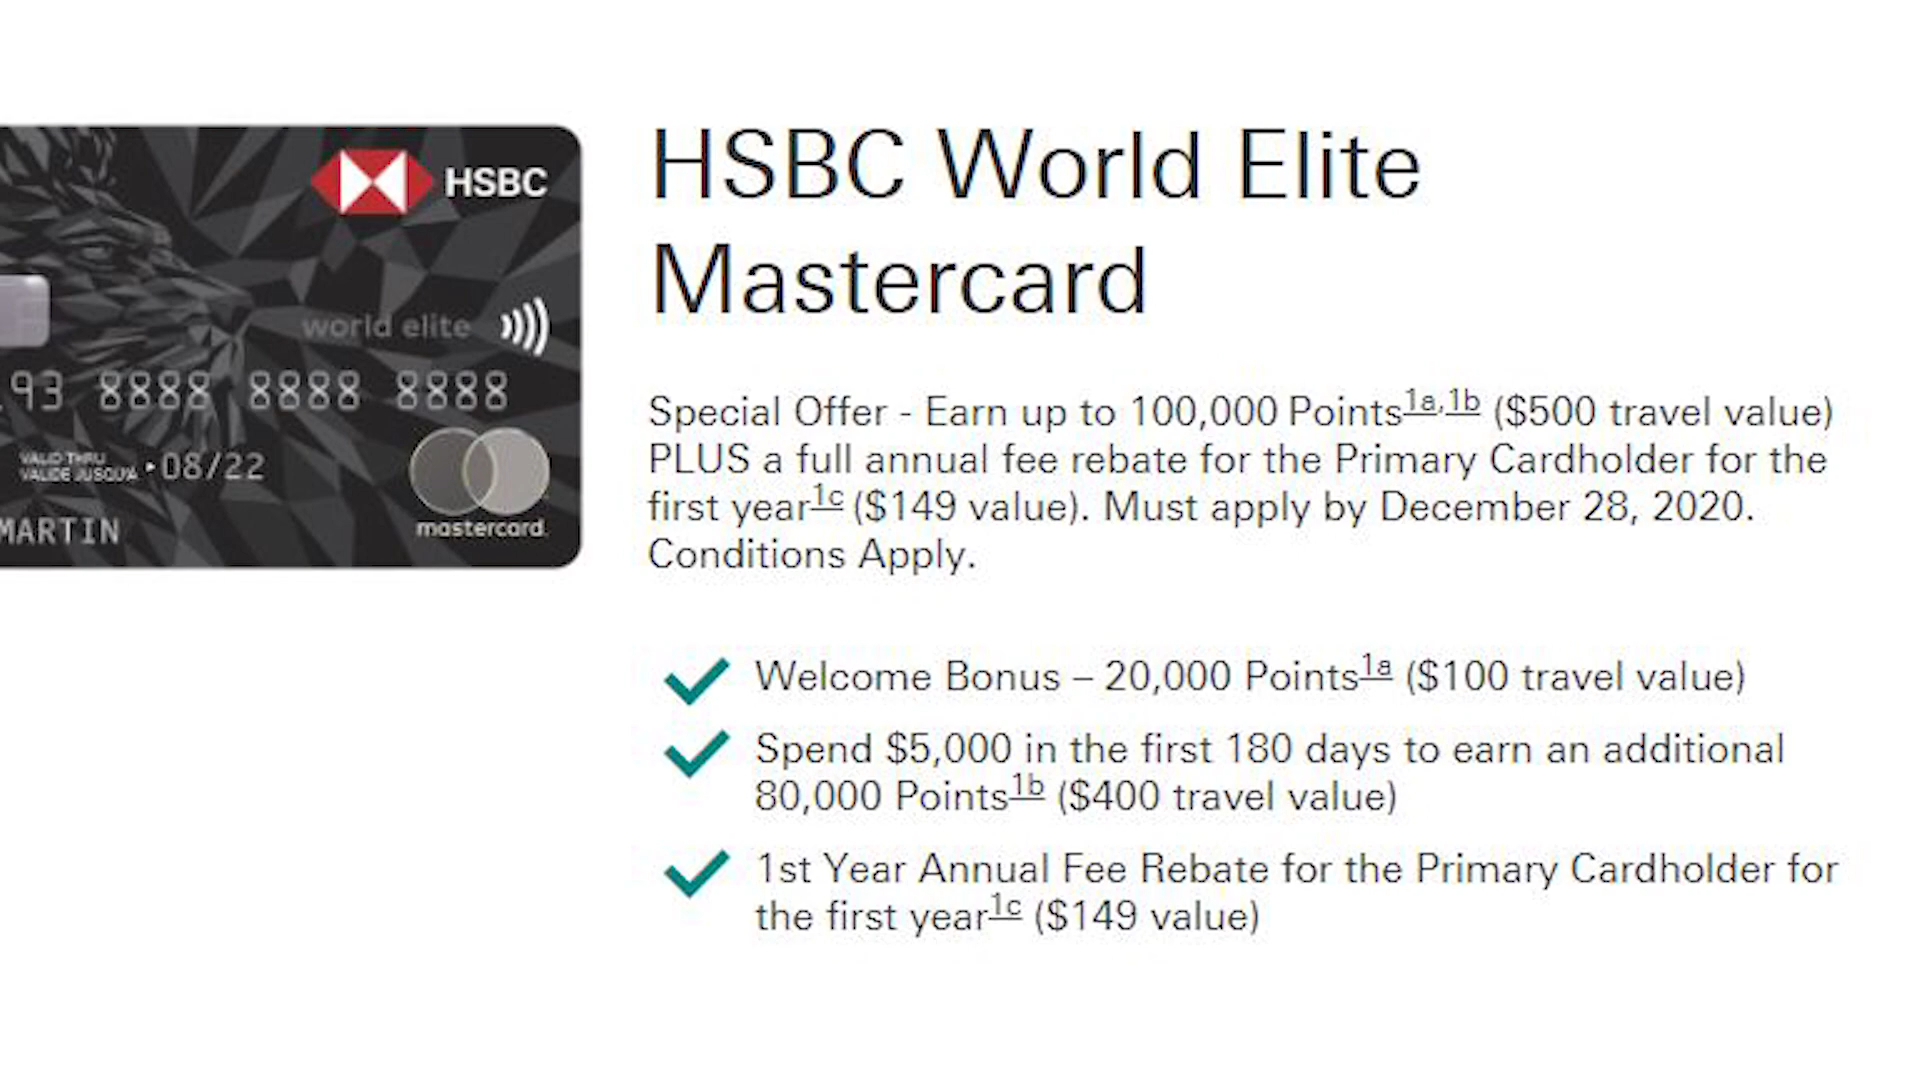 HSBC
world elite
93 8888 8888 8888
VALID THRU
VALIDE JUSQU'A
08/22
MARTIN
mastercard.
HSBC World Elite
Mastercard
Special Offer - Earn up to 100,000 Points1a,1b ($500 travel value)
PLUS a full annual fee rebate for the Primary Cardholder for the
first year1c ($149 value). Must apply by December 28, 2020.
Conditions Apply.
Welcome Bonus – 20,000 Points1a ($100 travel value)
Spend $5,000 in the first 180 days to earn an additional
80,000 Points1b ($400 travel value)
1st Year Annual Fee Rebate for the Primary Cardholder for
the first year1c ($149 value)